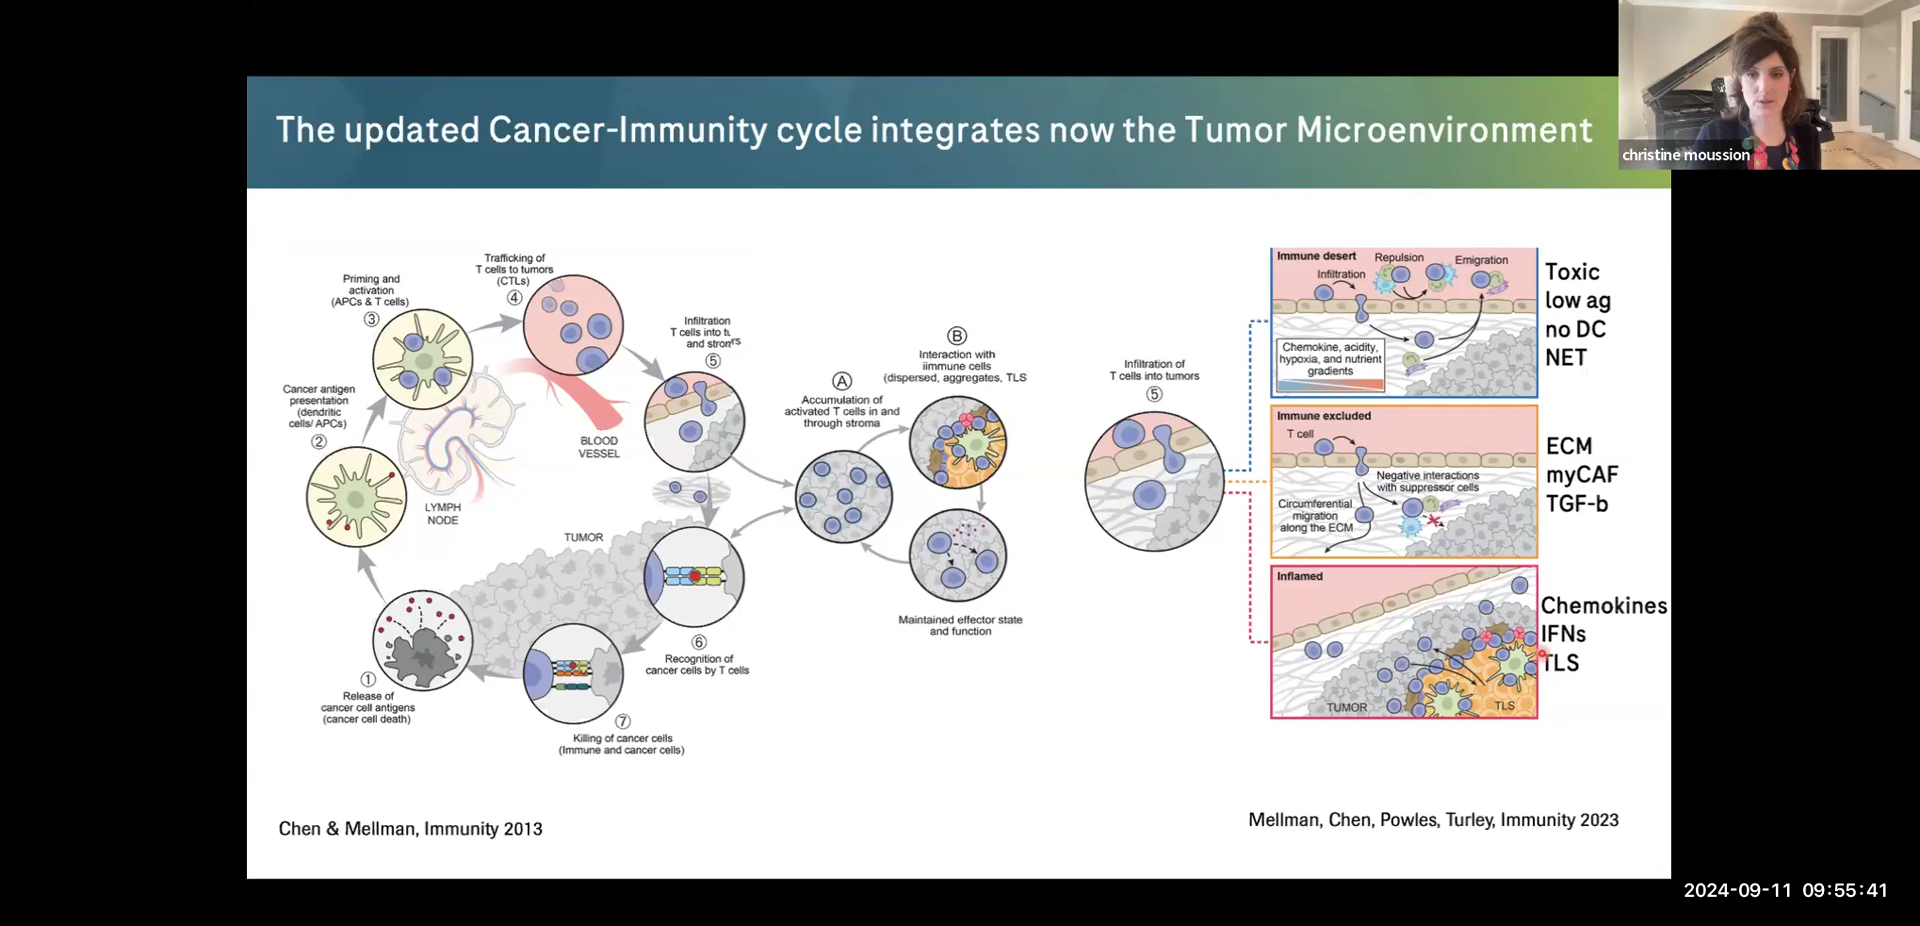 The updated Cancer-Immunity cycle integrates now the Tumor Microenvironment
christine moussion
Trafficking of
T cells to tumors
(CTLs)
④
Priming and
activation
(APCs & T cells)
③
Infiltration
T cells into
and
⑤
Cancer antigen
presentation
(dendritic
cells/ APCs)
②
BLOOD
VESSEL
LYMPH
NODE
TUMOR
①
Release of
cancer cell antigens
(cancer cell death)
⑥
Recognition of
cancer cells by T cells
⑦
Killing of cancer cells
(Immune and cancer cells)
Ⓐ
Accumulation of
activated T cells in and
through stroma
Ⓑ
Interaction with
iimmune cells
(dispersed, aggregates, TLS
Maintained effector state
and function
Infiltration of
T cells into tumors
⑤
Immune desert
Repulsion
Emigration
Infiltration
Chemokine, acidity,
hypoxia, and nutrient
gradients
Toxic
low ag
no DC
NET
Immune excluded
T cell
Negative interactions
with suppressor cells
Circumferential
migration
along the ECM
ECM
myCAF
TGF-b
Inflamed
TUMOR
TLS
Chemokines
IFNs
TLS
Chen & Mellman, Immunity 2013
Mellman, Chen, Powles, Turley, Immunity 2023
2024-09-11 09:55:41